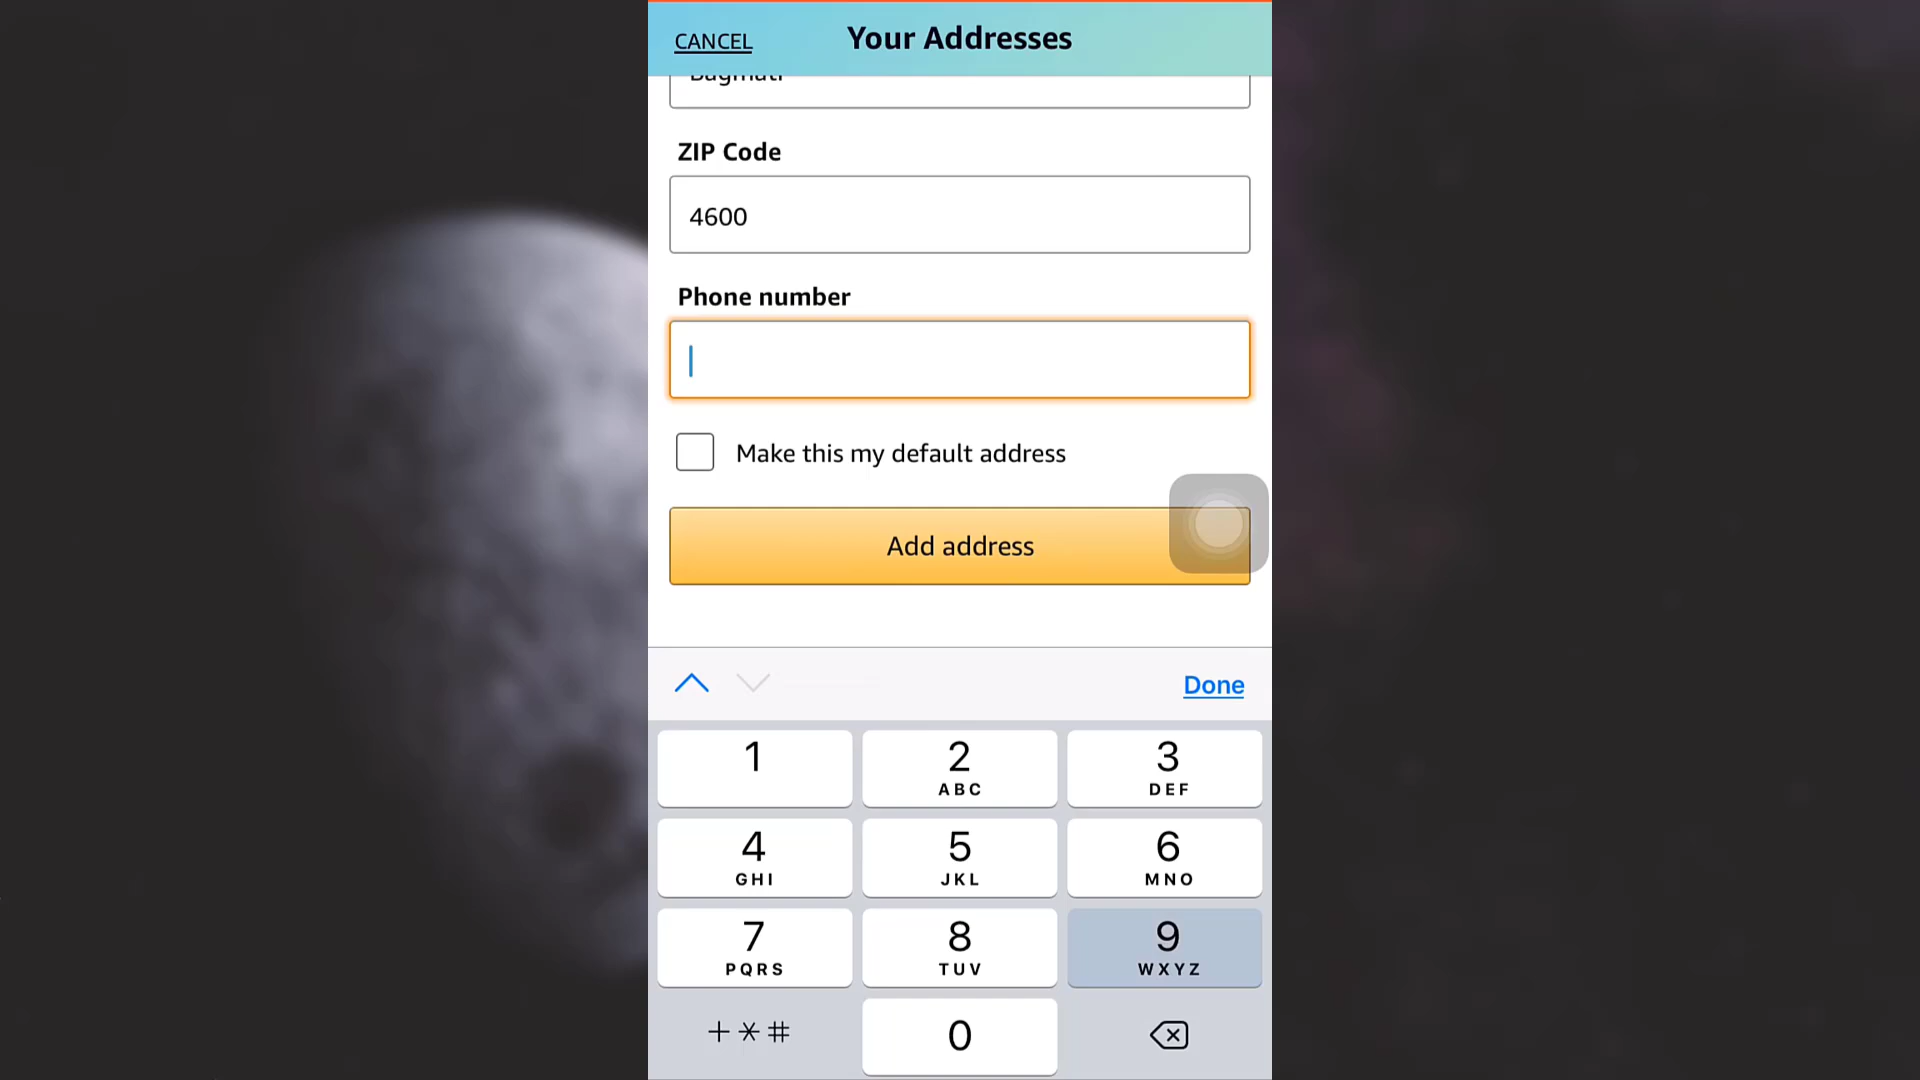 CANCEL Your Addresses
Bagmati
ZIP Code
4600
Phone number
Make this my default address
Add address
Done
1 2 3
ABC DEF
4 5 6
GHI JKL MNO
7 8 9
PQRS TUV WXYZ
+*# 0